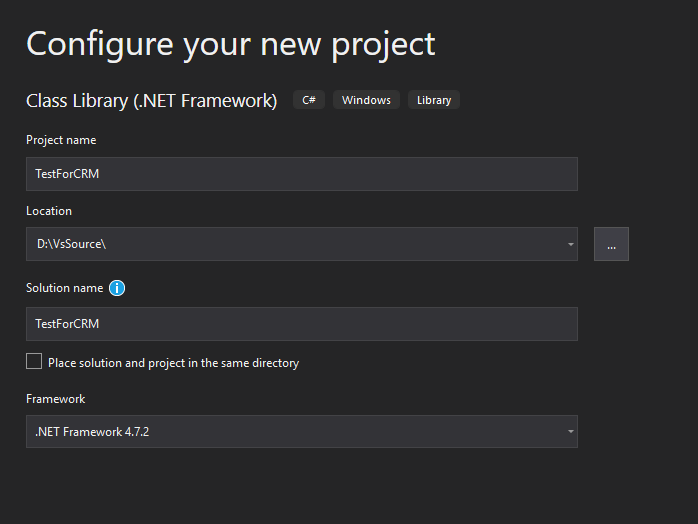 Configure your new project
Class Library (.NET Framework) C# Windows Library
Project name
TestForCRM
Location
D:\VsSource\
...
Solution name i
TestForCRM
Place solution and project in the same directory
Framework
.NET Framework 4.7.2